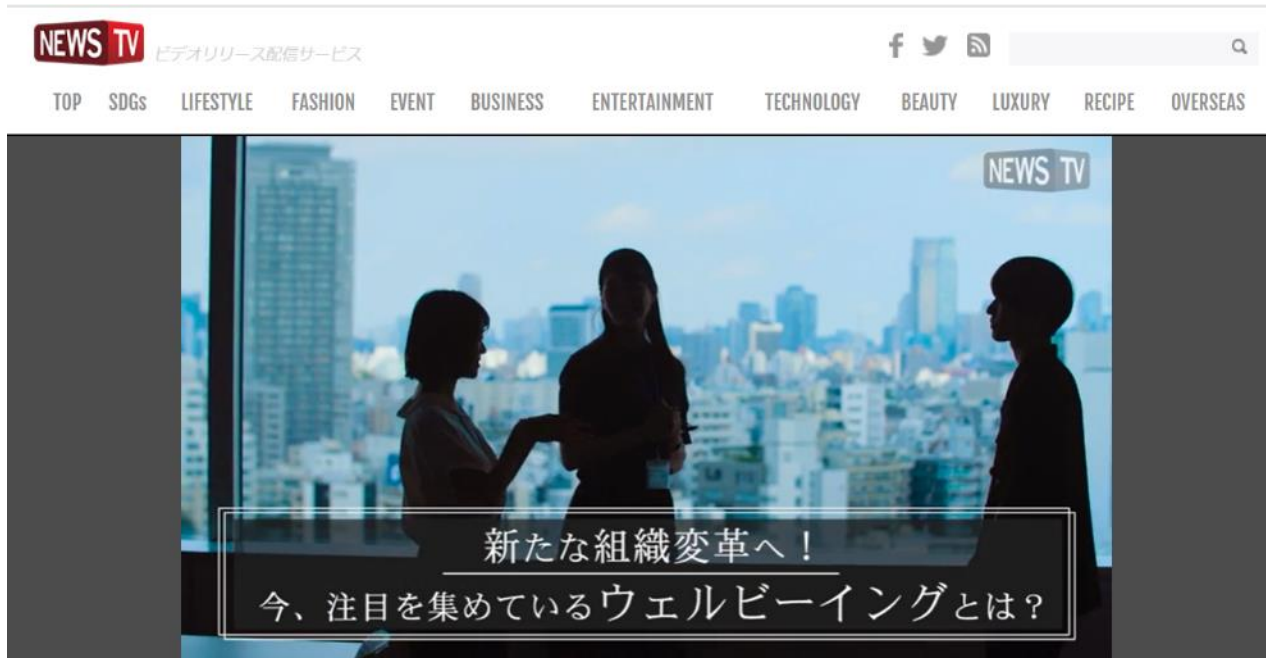 NEWS TV ビデオリリース配信サービス
TOP SDGs LIFESTYLE FASHION EVENT BUSINESS ENTERTAINMENT TECHNOLOGY BEAUTY LUXURY RECIPE OVERSEAS
NEWS TV
新たな組織変革へ！
今、注目を集めているウェルビーイングとは？